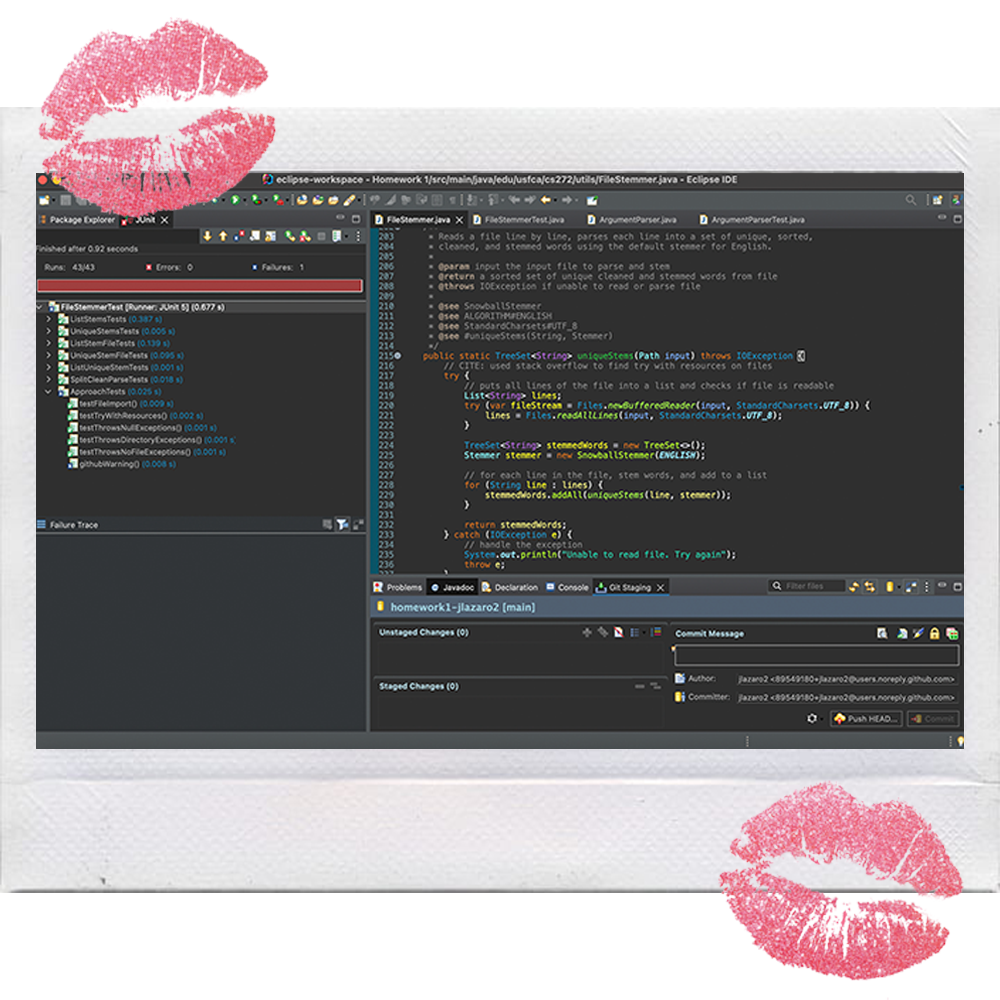 eclipse-workspace - Homework 1/src/main/java/edu/usfca/cs272/utils/FileStemmer.java - Eclipse IDE
Package Explorer JUnit
Finished after 0.92 seconds
Runs: 43/43 Errors: 0 Failures: 1
FileStemmerTest [Runner: JUnit 5] (0.677 s)
ListStemsTests (0.387 s)
UniqueStemsTests (0.005 s)
ListStemFileTests (0.139 s)
UniqueStemFileTests (0.095 s)
ListUniqueStemTests (0.001 s)
SplitCleanParseTests (0.018 s)
ApproachTests (0.025 s)
testFileImport() (0.009 s)
testTryWithResources() (0.002 s)
testThrowsNullExceptions() (0.001 s)
testThrowsDirectoryExceptions() (0.001 s)
testThrowsNoFileExceptions() (0.001 s)
githubWarning() (0.008 s)
Failure Trace
FileStemmer.java FileStemmerTest.java ArgumentParser.java ArgumentParserTest.java
203 * Reads a file line by line, parses each line into a set of unique, sorted,
204 * cleaned, and stemmed words using the default stemmer for English.
205 *
206 * @param input the input file to parse and stem
207 * @return a sorted set of unique cleaned and stemmed words from file
208 * @throws IOException if unable to read or parse file
209 *
210 * @see SnowballStemmer
211 * @see ALGORITHM#ENGLISH
212 * @see StandardCharsets#UTF_8
213 * @see #uniqueStems(String, Stemmer)
214 */
215 public static TreeSet<String> uniqueStems(Path input) throws IOException {
216 // CITE: used stack overflow to find try with resources on files
217 try {
218 // puts all lines of the file into a list and checks if file is readable
219 List<String> lines;
220 try (var fileStream = Files.newBufferedReader(input, StandardCharsets.UTF_8)) {
221 lines = Files.readAllLines(input, StandardCharsets.UTF_8);
222 }
223
224 TreeSet<String> stemmedWords = new TreeSet<>();
225 Stemmer stemmer = new SnowballStemmer(ENGLISH);
226
227 // for each line in the file, stem words, and add to a list
228 for (String line : lines) {
229 stemmedWords.addAll(uniqueStems(line, stemmer));
230 }
231
232 return stemmedWords;
233 } catch (IOException e) {
234 // handle the exception
235 System.out.println("Unable to read file. Try again");
236 throw e;
Problems Javadoc Declaration Console Git Staging Filter files
homework1-jlazaro2 [main]
Unstaged Changes (0)
Staged Changes (0)
Commit Message
Author: jlazaro2 <89549180+jlazaro2@users.noreply.github.com>
Committer: jlazaro2 <89549180+jlazaro2@users.noreply.github.com>
Push HEAD... Commit